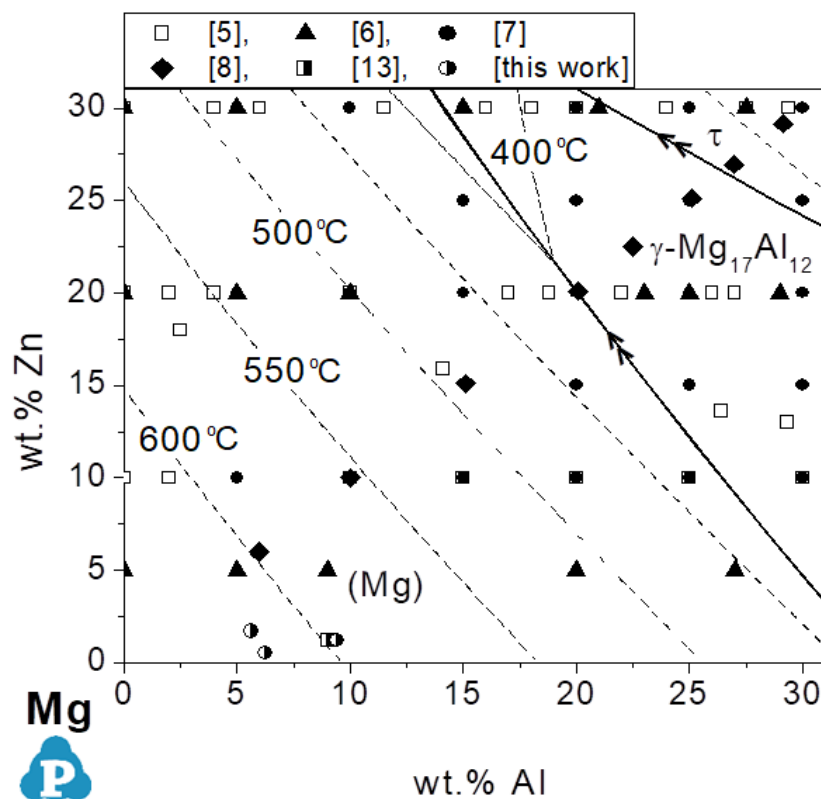 [5], [6], [7]
[8], [13], [this work]
30
25
20
15
10
5
0
wt.% Zn
400°C
τ
500°C
γ-Mg₁₇Al₁₂
550°C
600°C
(Mg)
0 5 10 15 20 25 30
Mg
P
wt.% Al